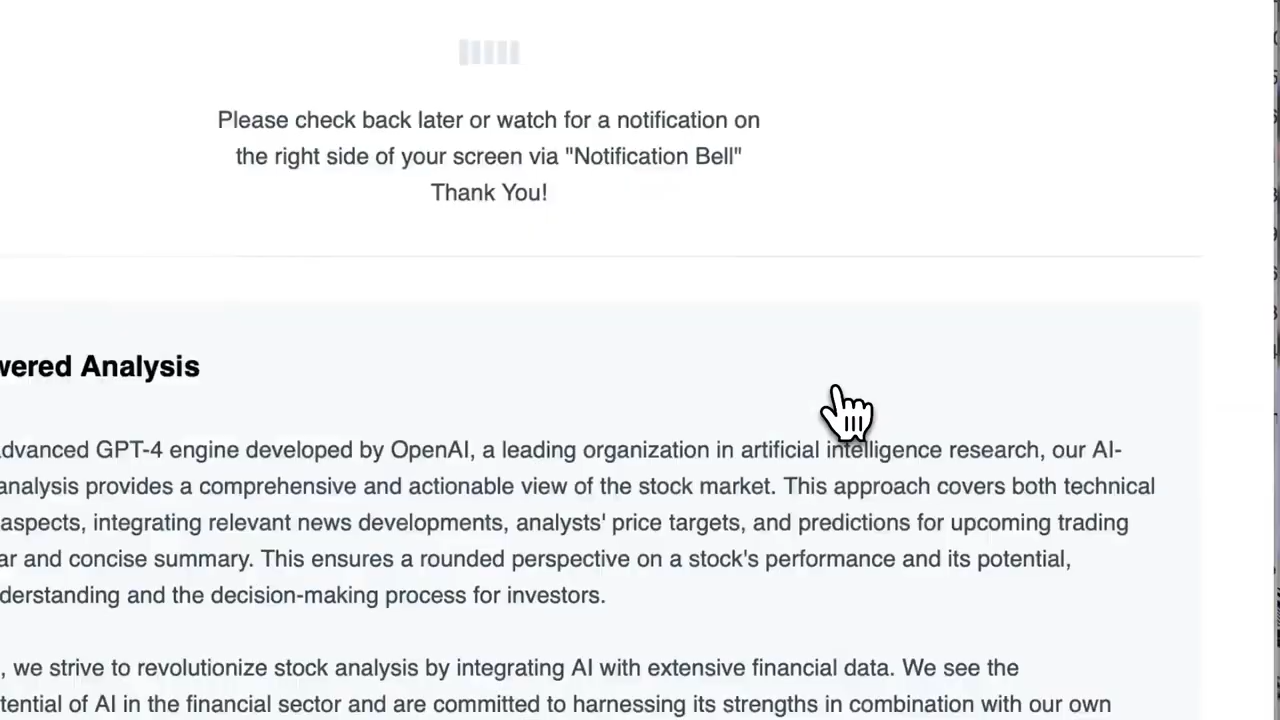 Please check back later or watch for a notification on
the right side of your screen via "Notification Bell"
Thank You!
wered Analysis
dvanced GPT-4 engine developed by OpenAI, a leading organization in artificial intelligence research, our AI-
analysis provides a comprehensive and actionable view of the stock market. This approach covers both technical
aspects, integrating relevant news developments, analysts' price targets, and predictions for upcoming trading
ar and concise summary. This ensures a rounded perspective on a stock's performance and its potential,
derstanding and the decision-making process for investors.
, we strive to revolutionize stock analysis by integrating AI with extensive financial data. We see the
tential of AI in the financial sector and are committed to harnessing its strengths in combination with our own